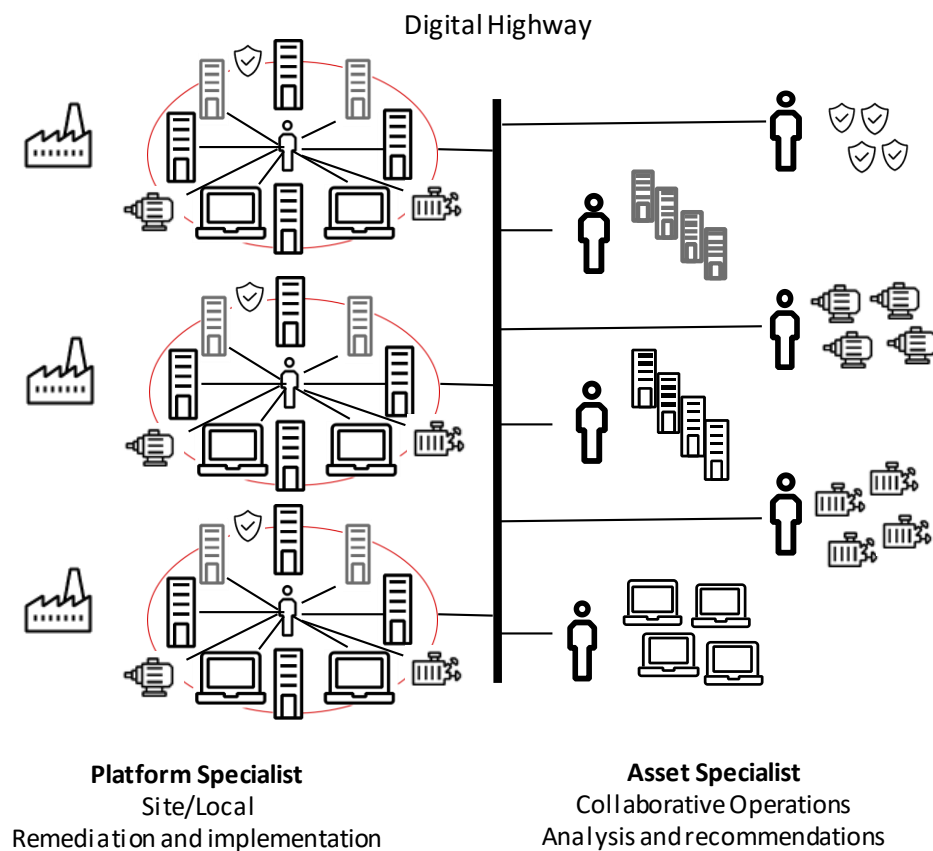 Digital Highway
Platform Specialist
Site/Local
Remediation and implementation
Asset Specialist
Collaborative Operations
Analysis and recommendations